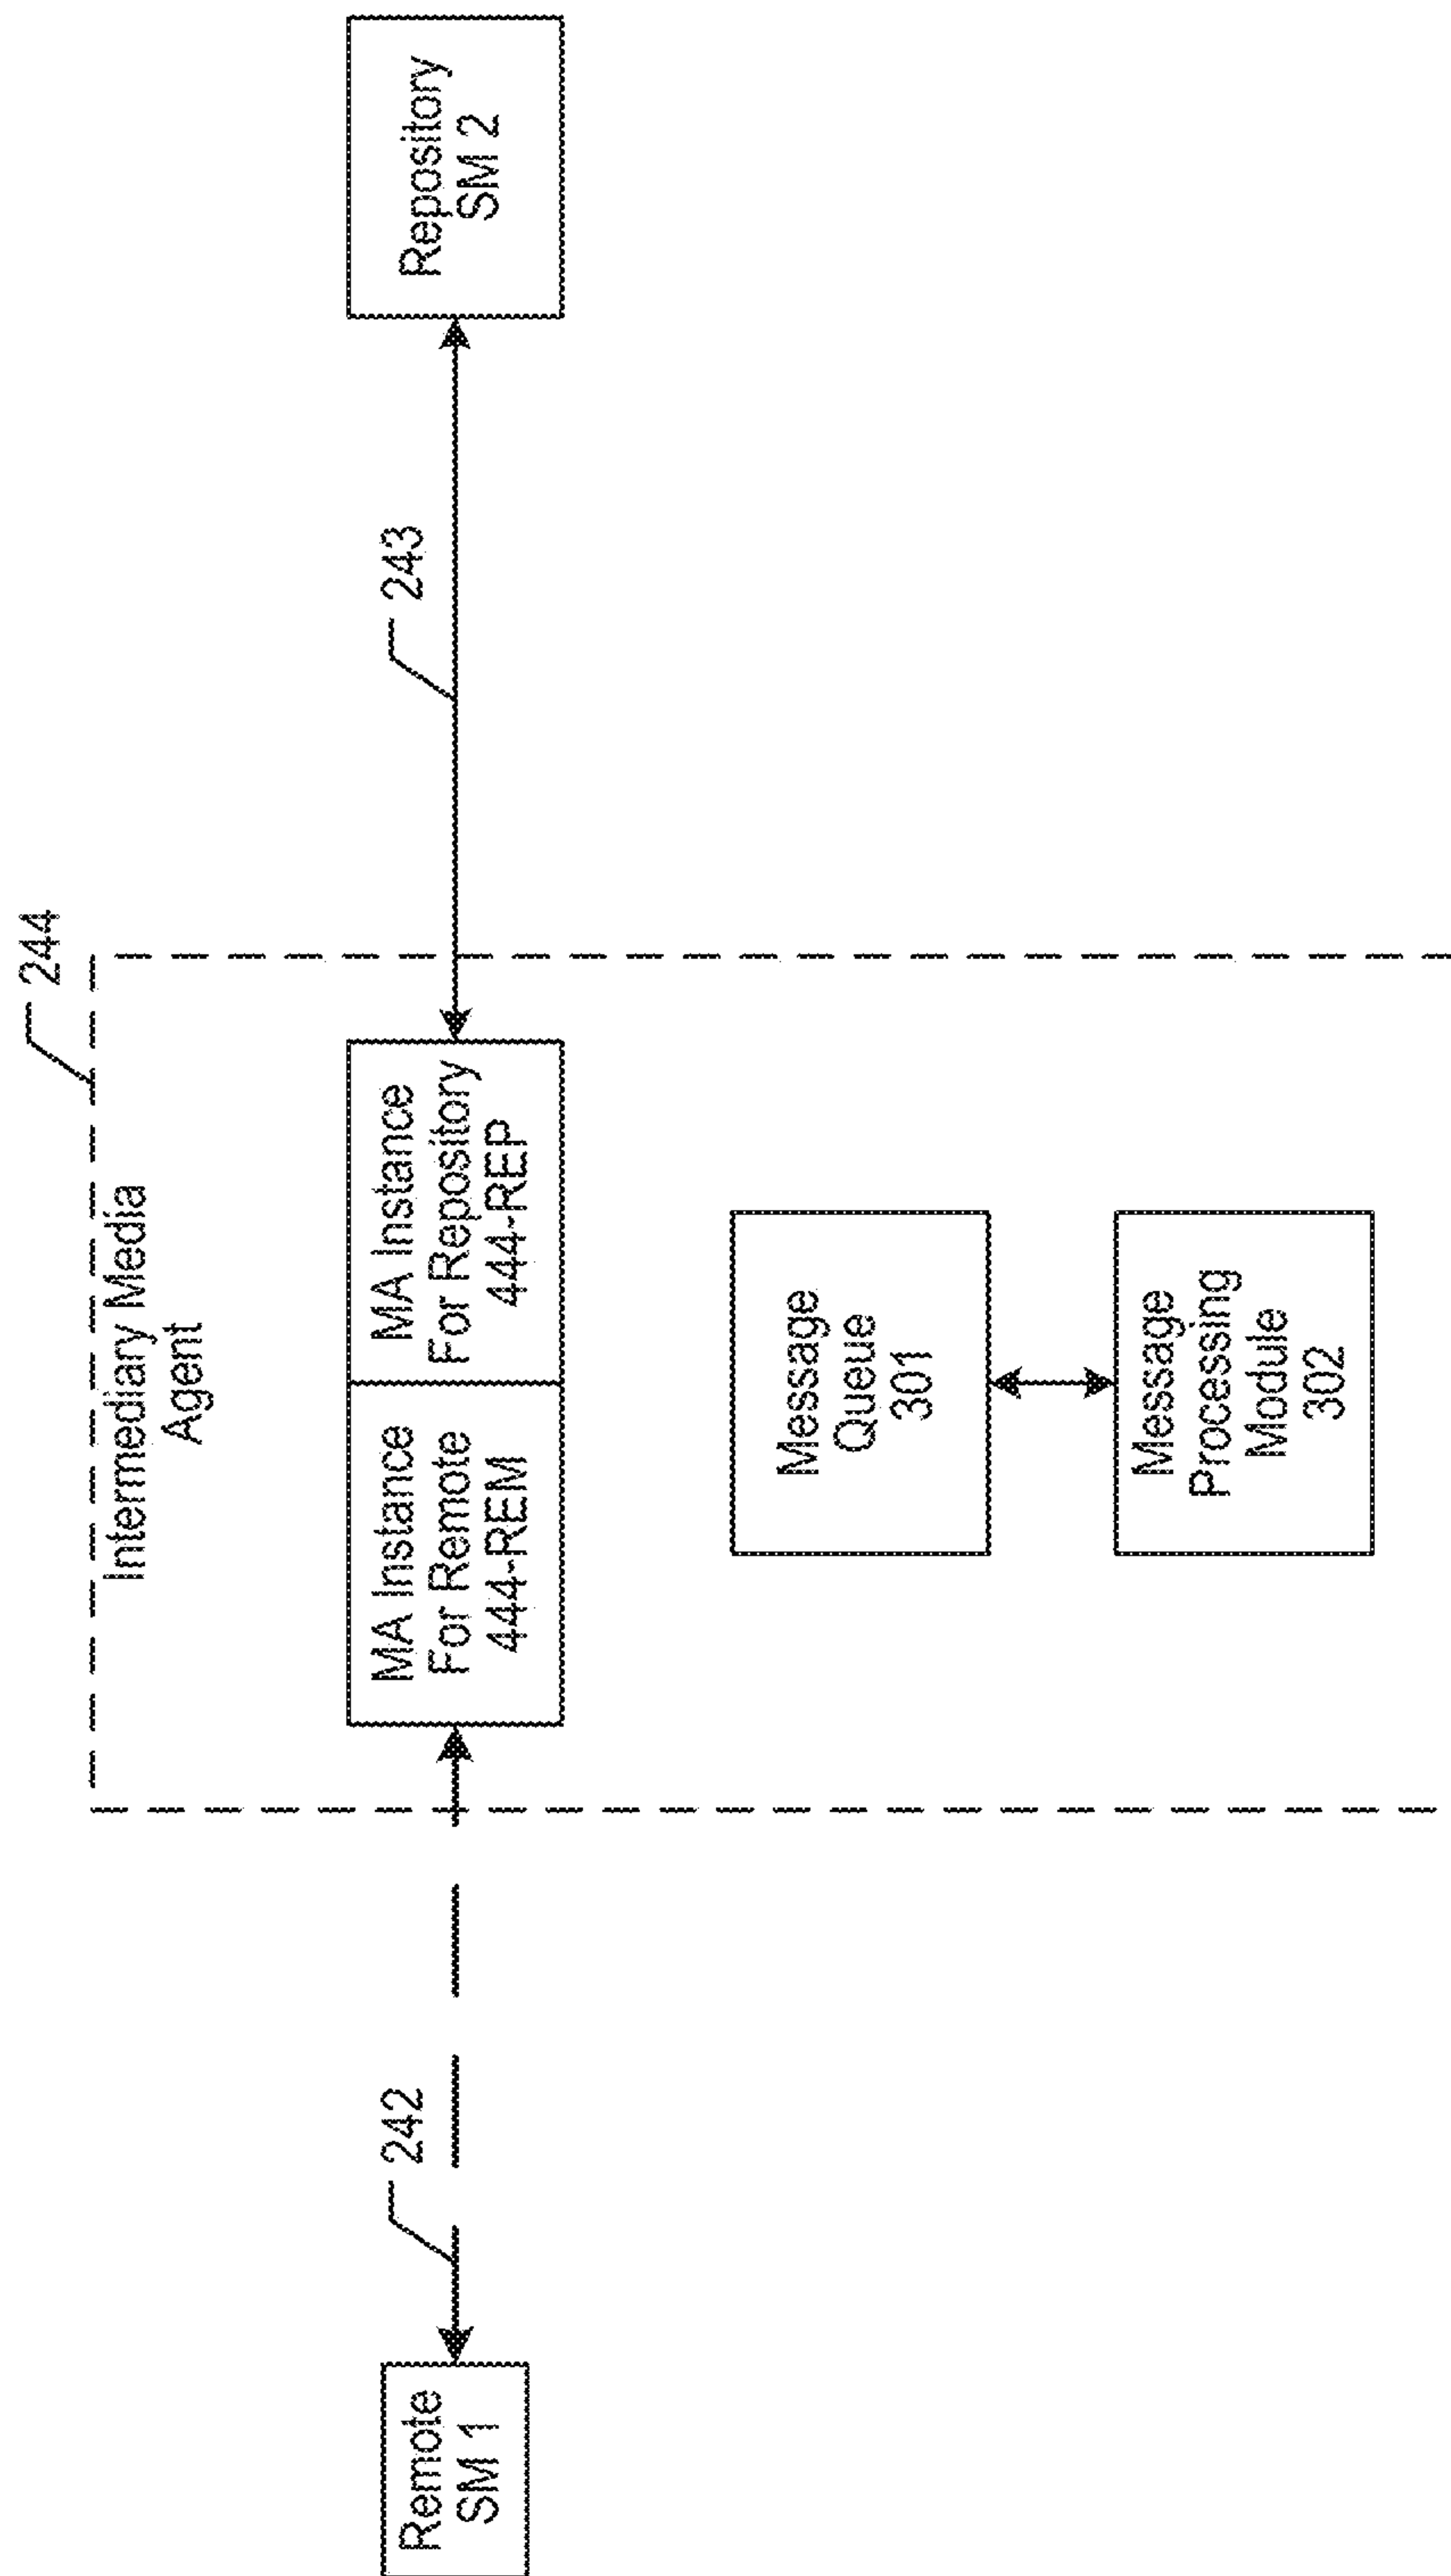 244
Intermediary Media
Agent
Remote
SM 1
242
MA Instance
For Remote
444-REM
MA Instance
For Repository
444-REP
243
Repository
SM 2
Message
Queue
301
Message
Processing
Module
302